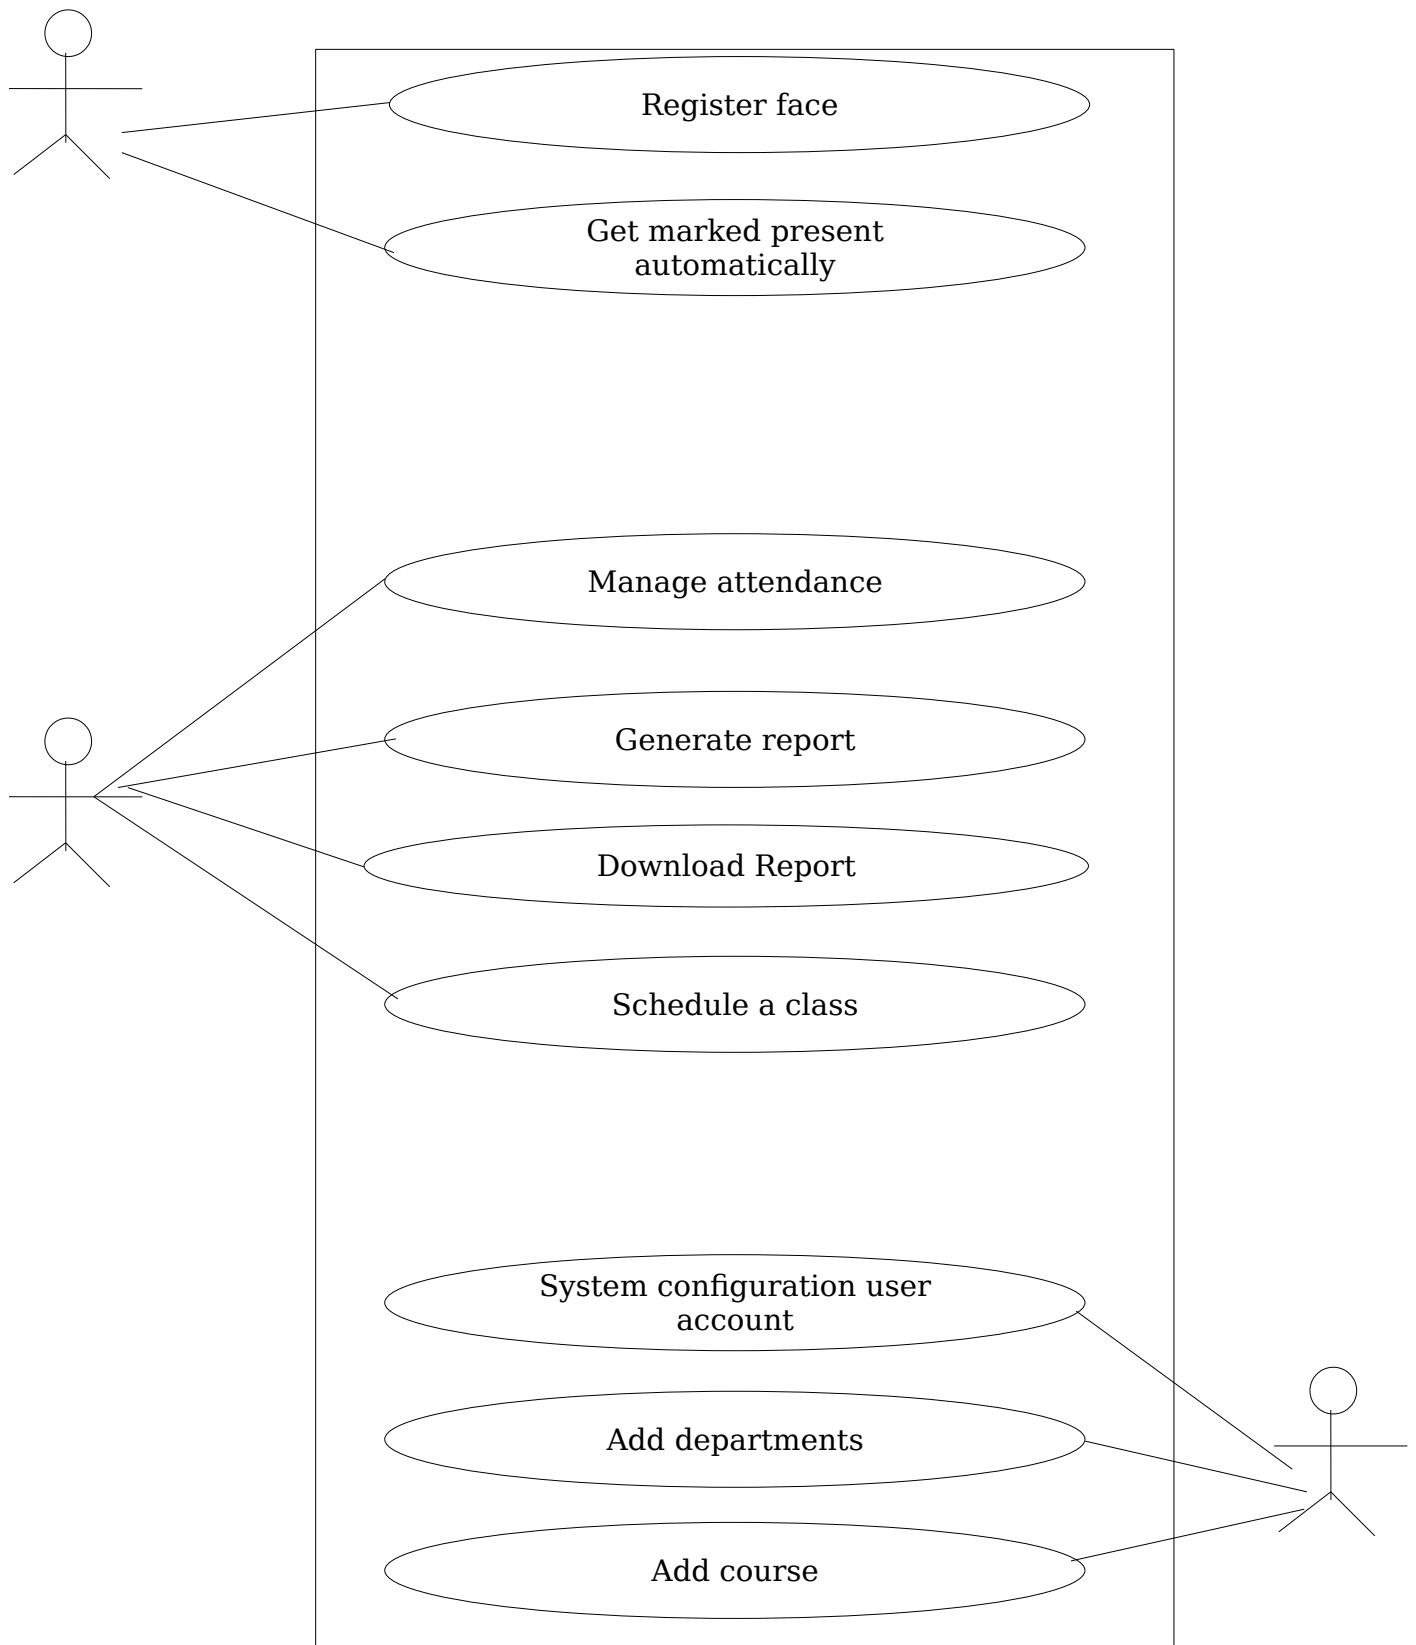 Register face
Get marked present
automatically
Manage attendance
Generate report
Download Report
Schedule a class
System configuration user
account
Add departments
Add course